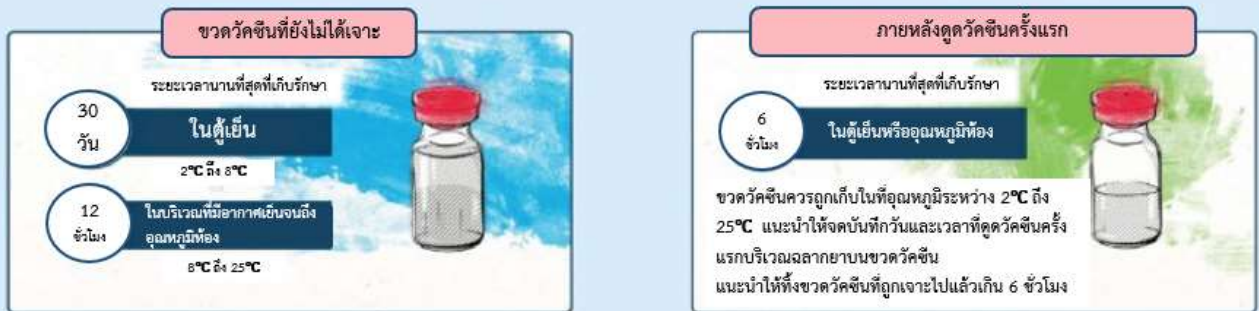 ขวดวัคซีนที่ยังไม่ได้เจาะ
ระยะเวลานานที่สุดที่เก็บรักษา
30
วัน
ในตู้เย็น
2°C ถึง 8°C
12
ชั่วโมง
ในบริเวณที่มีอากาศเย็นจนถึง
อุณหภูมิห้อง
8°C ถึง 25°C
ภายหลังดูดวัคซีนครั้งแรก
ระยะเวลานานที่สุดที่เก็บรักษา
6
ชั่วโมง
ในตู้เย็นหรืออุณหภูมิห้อง
ขวดวัคซีนควรถูกเก็บในที่อุณหภูมิระหว่าง 2°C ถึง
25°C แนะนำให้จดบันทึกวันและเวลาที่ดูดวัคซีนครั้ง
แรกบริเวณฉลากยาบนขวดวัคซีน
แนะนำให้ทิ้งขวดวัคซีนที่ถูกเจาะไปแล้วเกิน 6 ชั่วโมง